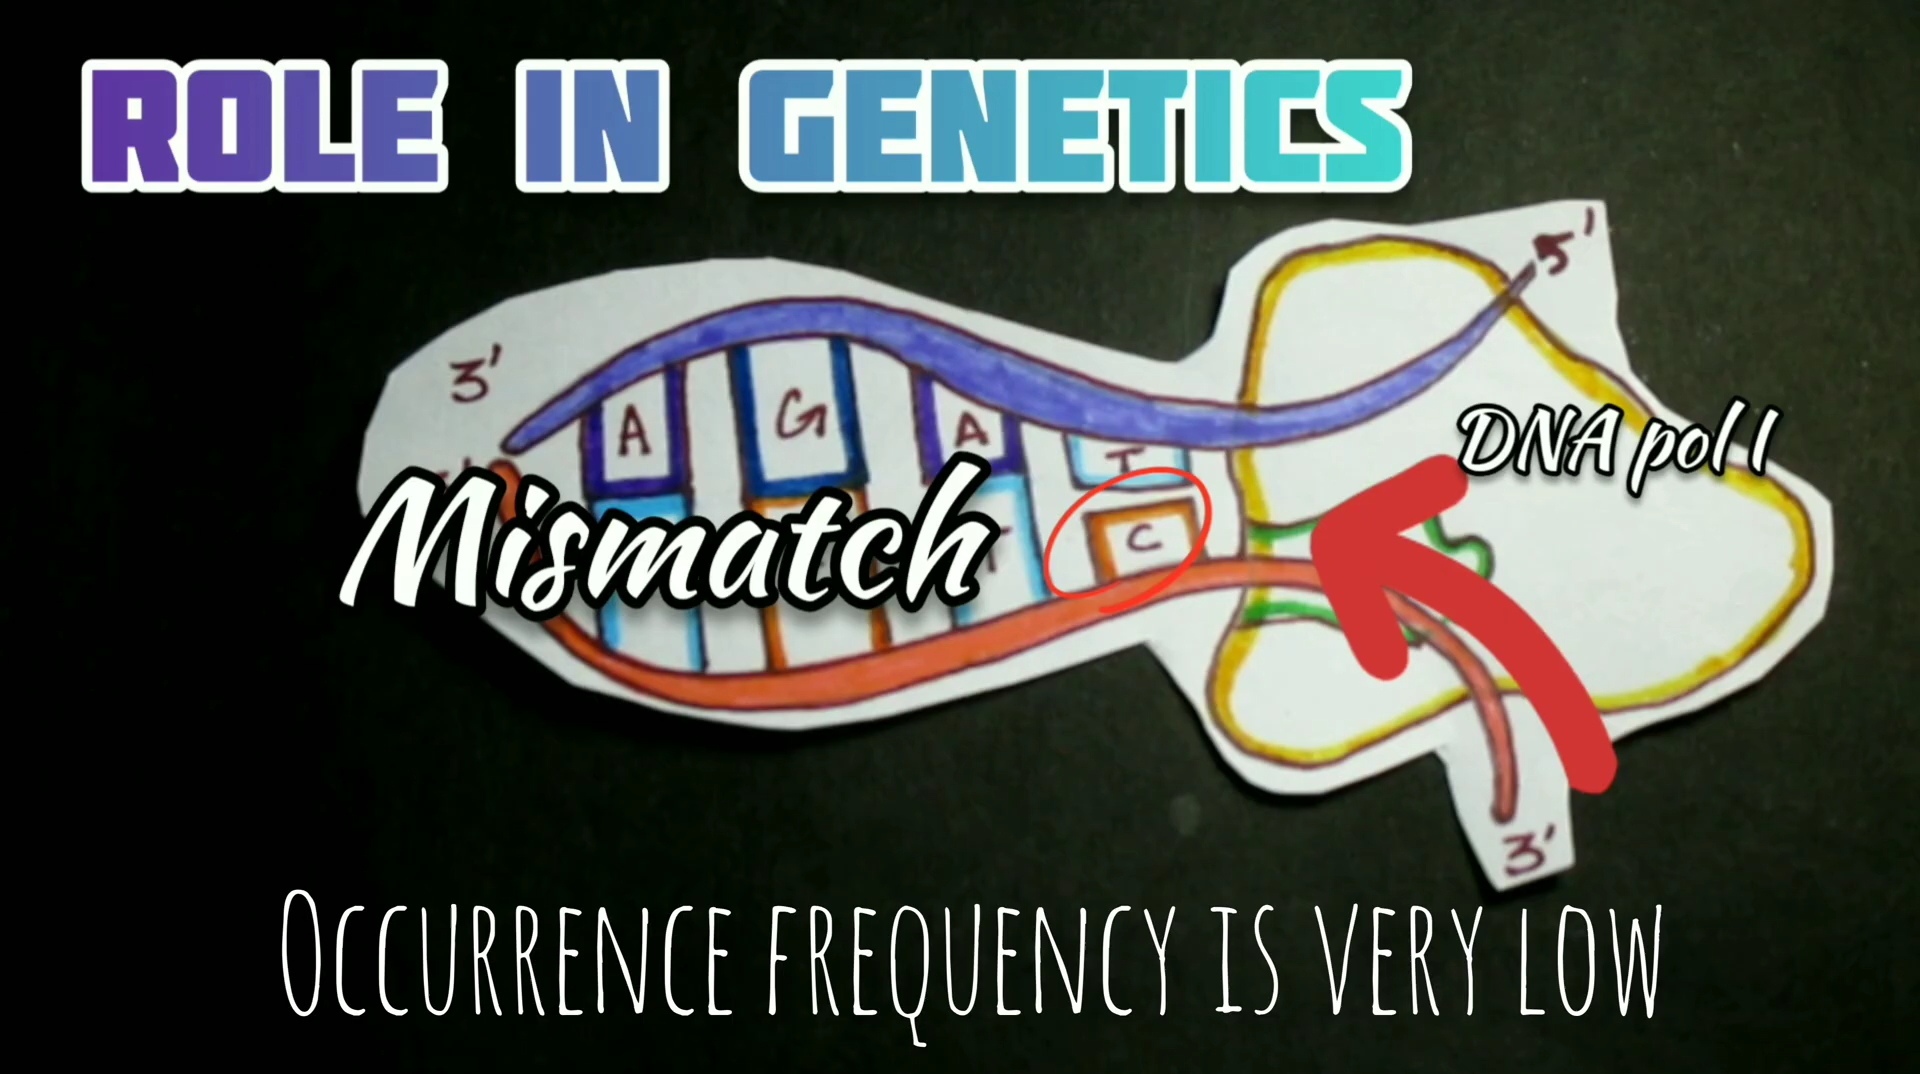 ROLE IN GENETICS
5'
3'
DNA pol I
A
G
A
T
Mismatch
T
C
3'
Occurrence frequency is very low